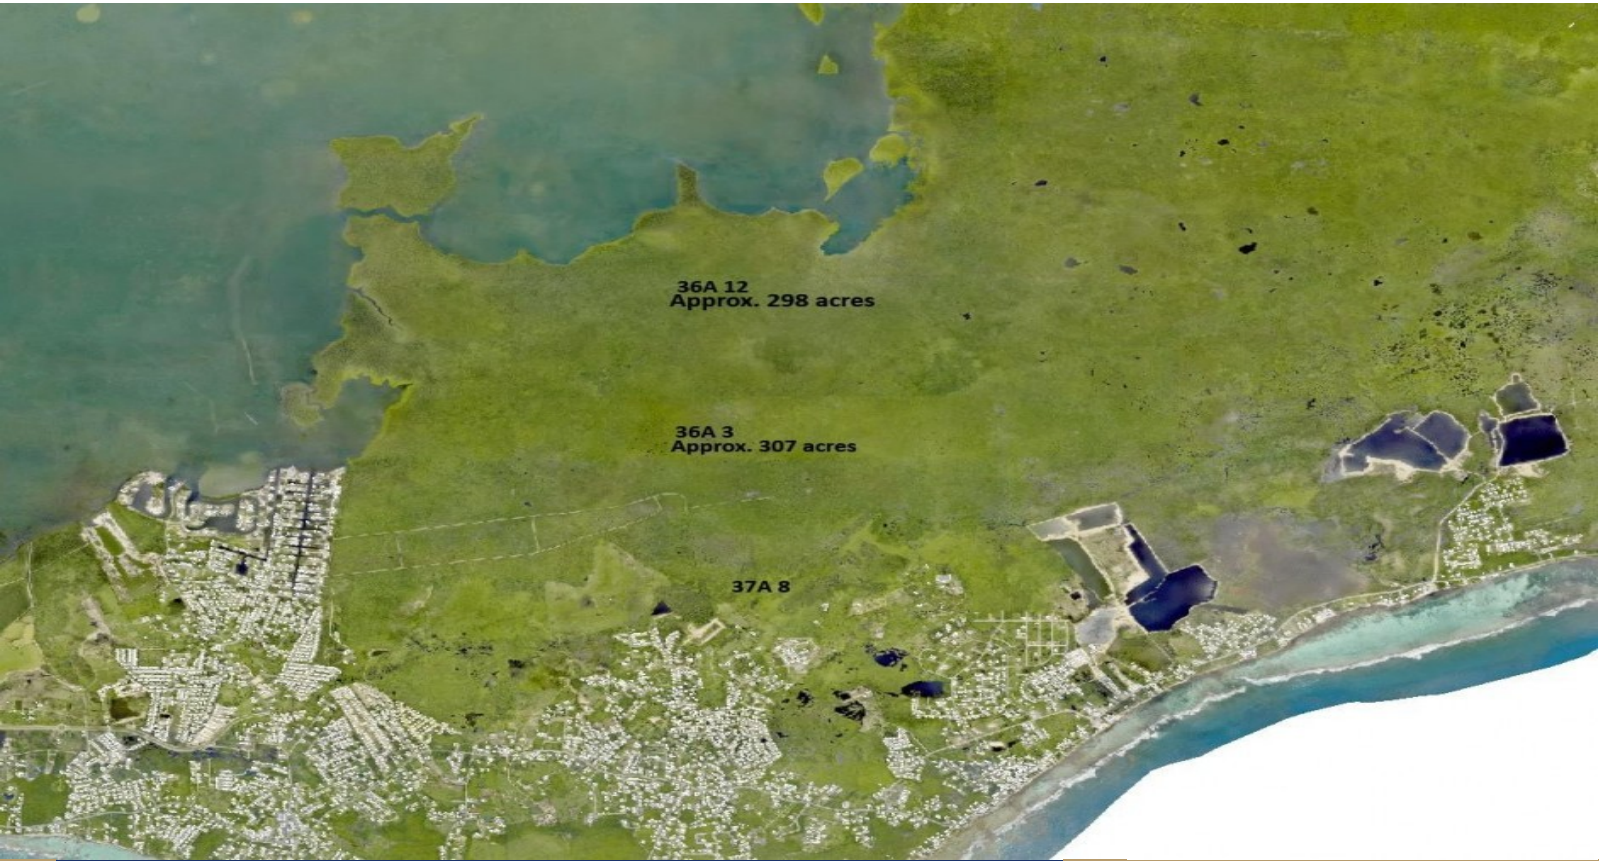 36A 12
Approx. 298 acres
36A 3
Approx. 307 acres
37A 8